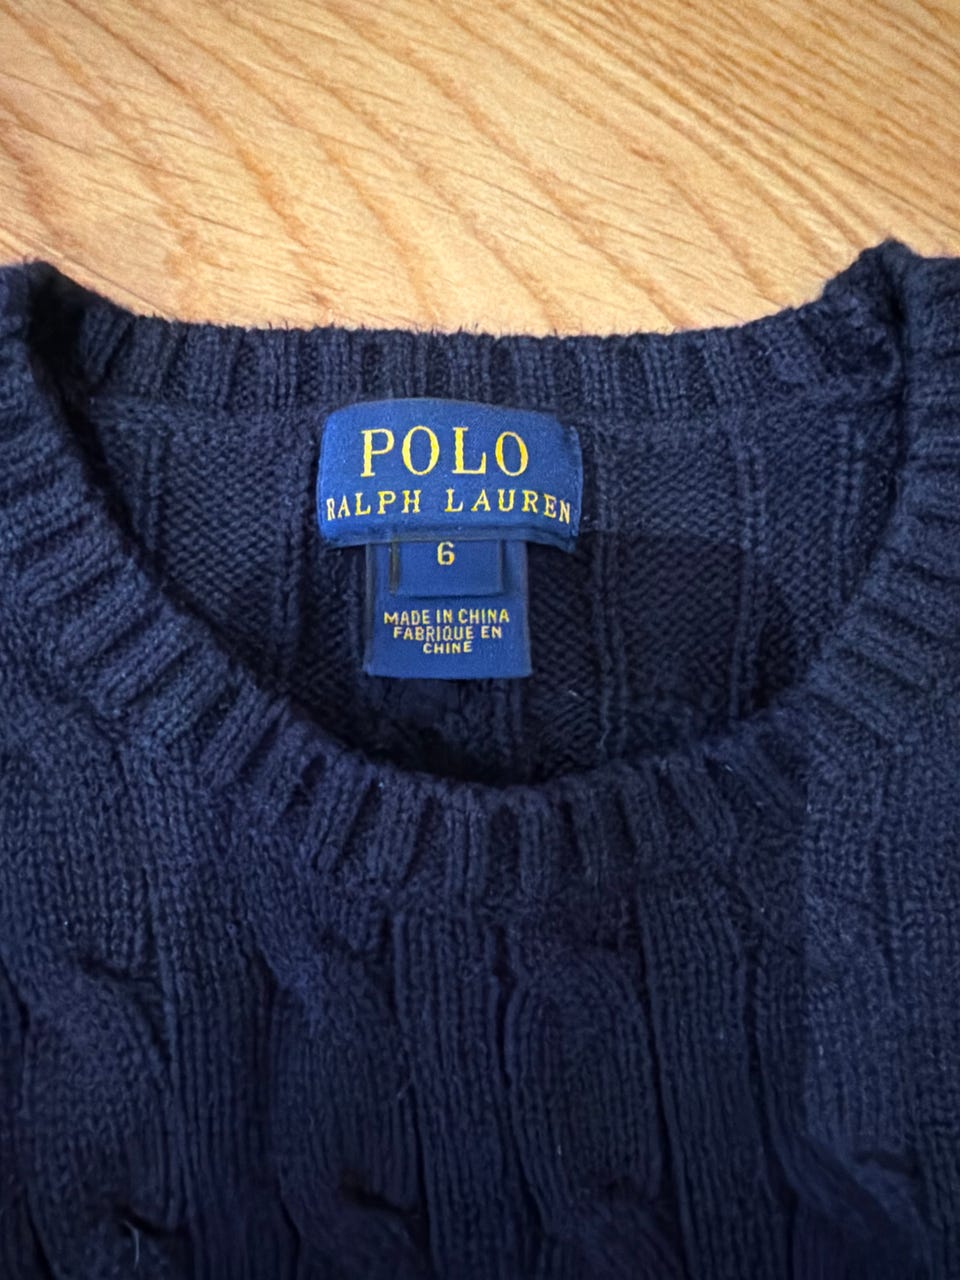 POLO
RALPH LAUREN
6
MADE IN CHINA
FABRIQUE EN
CHINE